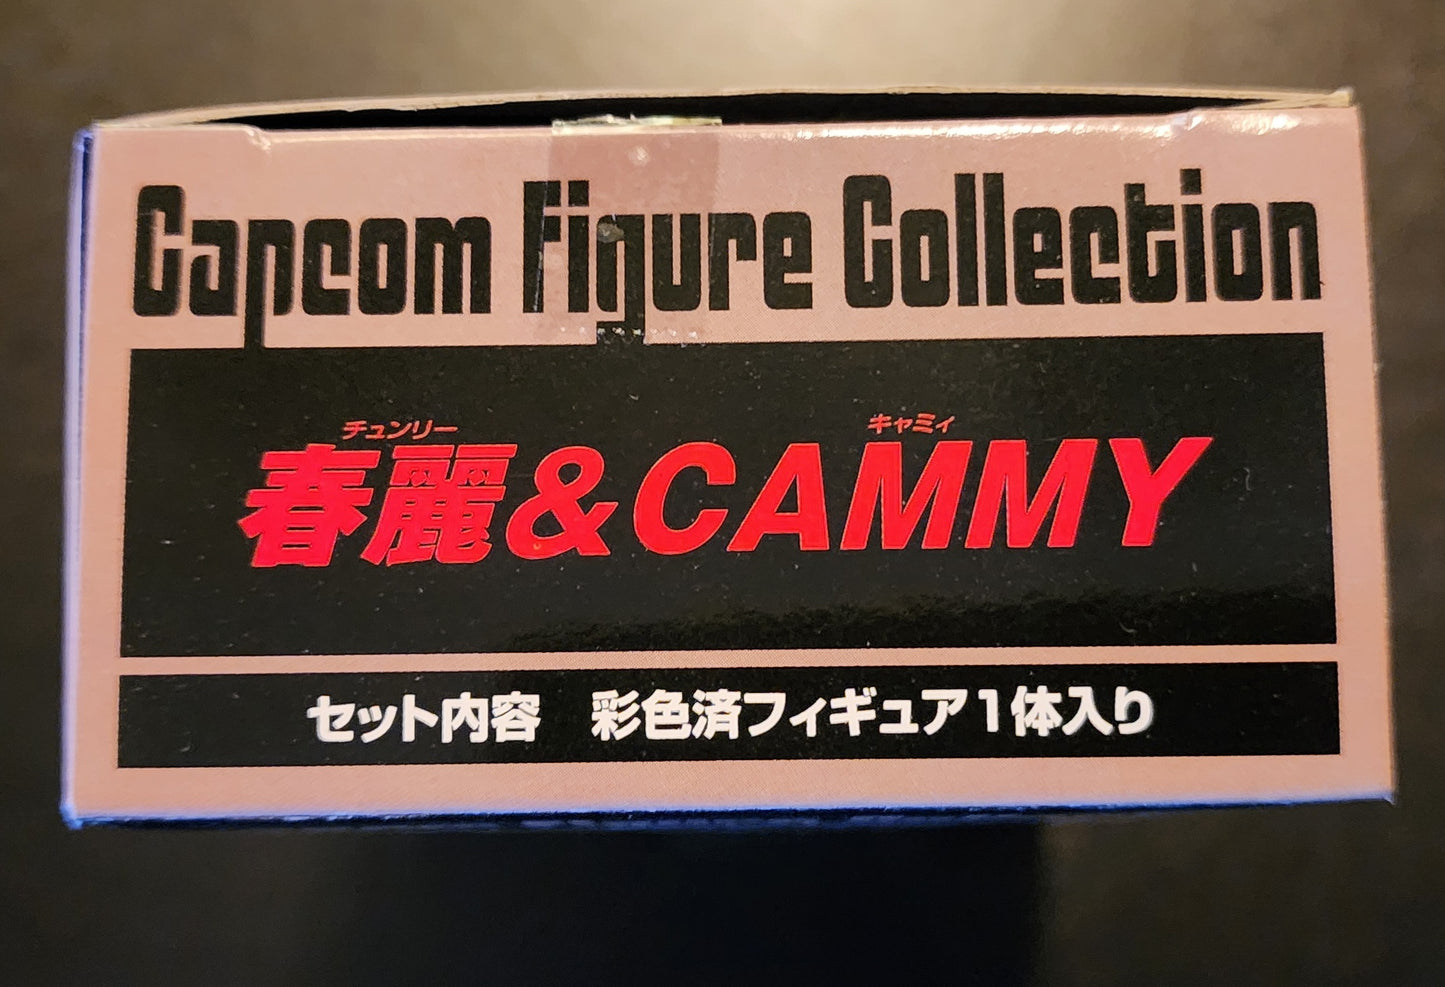 Capcom Figure Collection
チュンリー キャミィ
春麗&CAMMY
セット内容 彩色済フィギュア1体入り